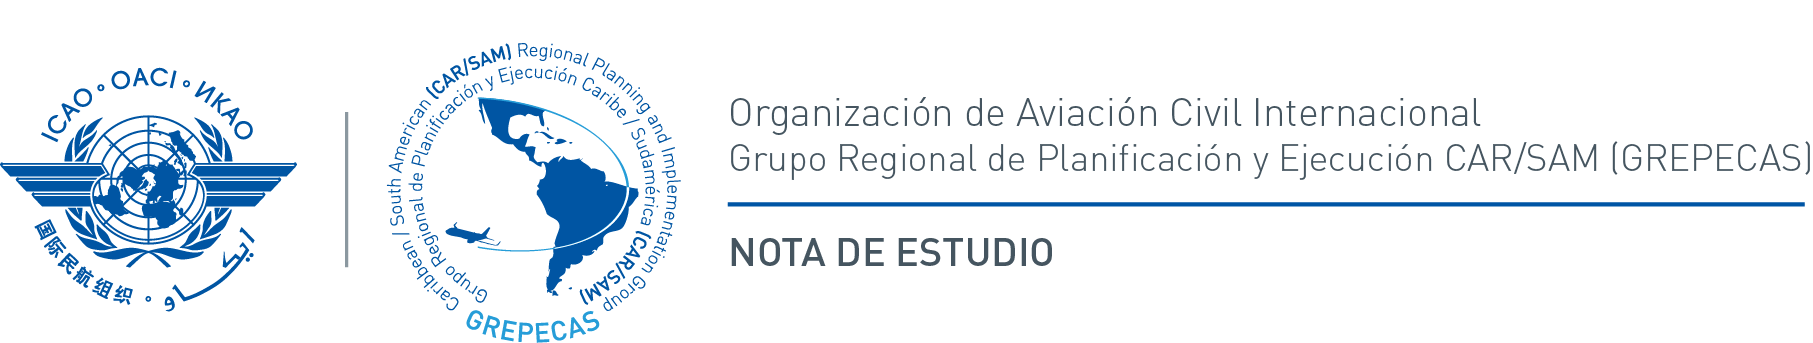 ICAO • OACI • ИКАО
国际民航组织 • ايكاو
Caribbean | South American (CAR/SAM) Regional Planning and Implementation Group
Grupo Regional de Planificación y Ejecución Caribe / Sudamérica (CAR/SAM)
GREPECAS
Organización de Aviación Civil Internacional
Grupo Regional de Planificación y Ejecución CAR/SAM (GREPECAS)
NOTA DE ESTUDIO